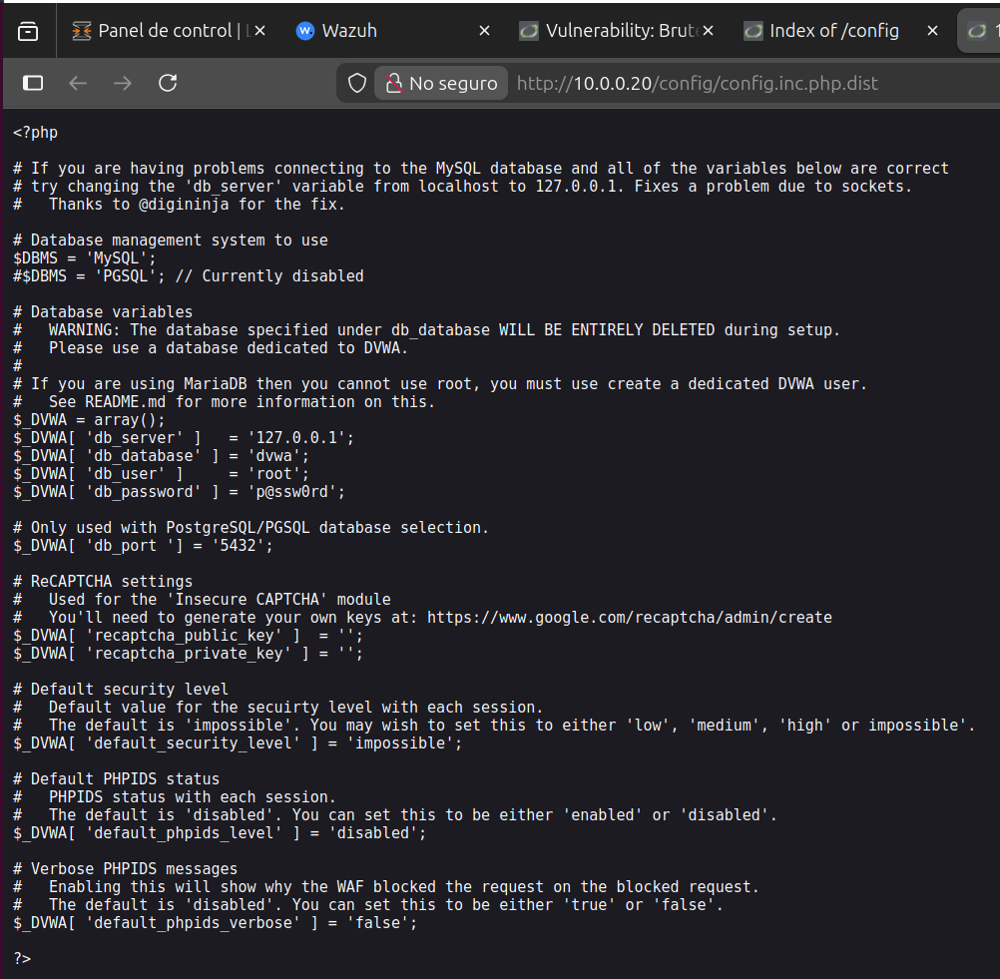 Panel de control | L
Wazuh
Vulnerability: Brute
Index of /config
1
No seguro
http://10.0.0.20/config/config.inc.php.dist
<?php

# If you are having problems connecting to the MySQL database and all of the variables below are correct
# try changing the 'db_server' variable from localhost to 127.0.0.1. Fixes a problem due to sockets.
#   Thanks to @digininja for the fix.

# Database management system to use
$DBMS = 'MySQL';
#$DBMS = 'PGSQL'; // Currently disabled

# Database variables
#   WARNING: The database specified under db_database WILL BE ENTIRELY DELETED during setup.
#   Please use a database dedicated to DVWA.
#
# If you are using MariaDB then you cannot use root, you must use create a dedicated DVWA user.
#   See README.md for more information on this.
$_DVWA = array();
$_DVWA[ 'db_server' ]   = '127.0.0.1';
$_DVWA[ 'db_database' ] = 'dvwa';
$_DVWA[ 'db_user' ]     = 'root';
$_DVWA[ 'db_password' ] = 'p@ssw0rd';

# Only used with PostgreSQL/PGSQL database selection.
$_DVWA[ 'db_port '] = '5432';

# ReCAPTCHA settings
#   Used for the 'Insecure CAPTCHA' module
#   You'll need to generate your own keys at: https://www.google.com/recaptcha/admin/create
$_DVWA[ 'recaptcha_public_key' ]  = '';
$_DVWA[ 'recaptcha_private_key' ] = '';

# Default security level
#   Default value for the secuirty level with each session.
#   The default is 'impossible'. You may wish to set this to either 'low', 'medium', 'high' or impossible'.
$_DVWA[ 'default_security_level' ] = 'impossible';

# Default PHPIDS status
#   PHPIDS status with each session.
#   The default is 'disabled'. You can set this to be either 'enabled' or 'disabled'.
$_DVWA[ 'default_phpids_level' ] = 'disabled';

# Verbose PHPIDS messages
#   Enabling this will show why the WAF blocked the request on the blocked request.
#   The default is 'disabled'. You can set this to be either 'true' or 'false'.
$_DVWA[ 'default_phpids_verbose' ] = 'false';

?>